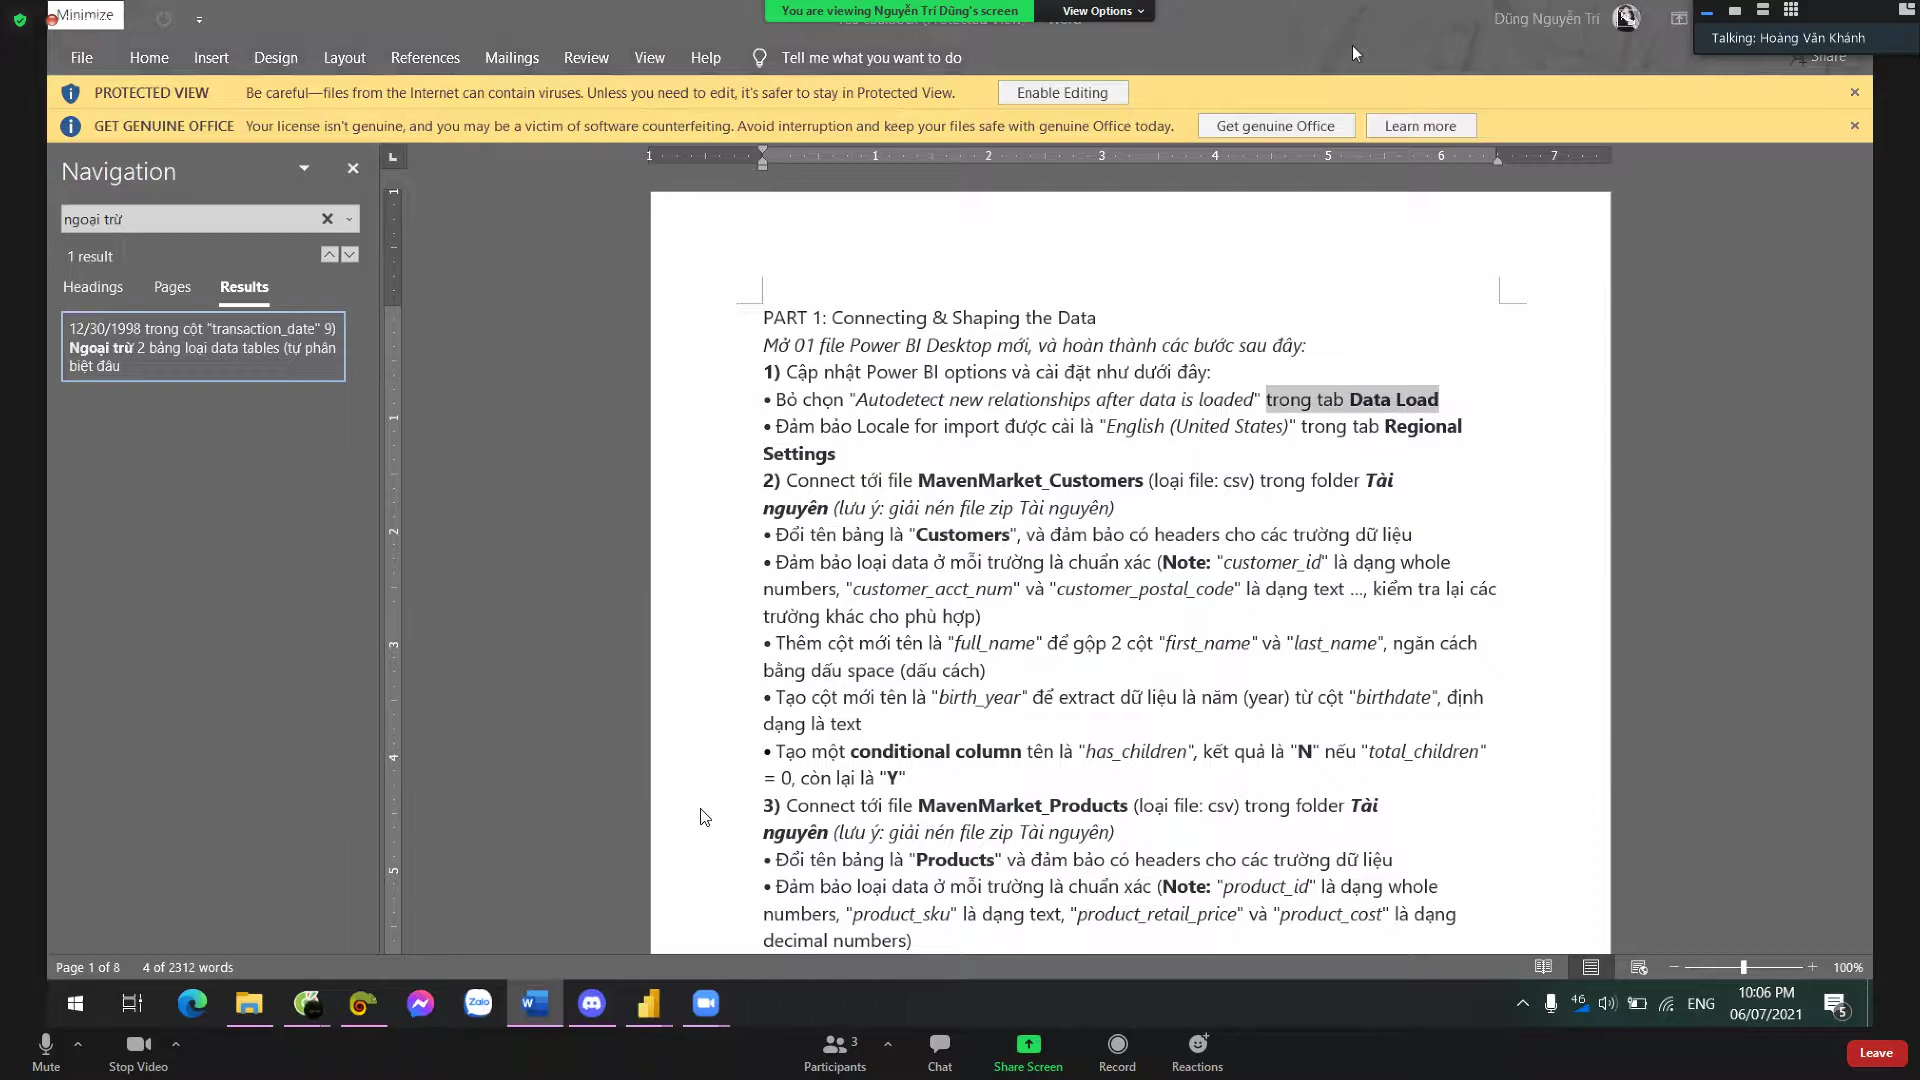 Minimize
You are viewing Nguyễn Trí Dũng's screen
View Options
Word
Dũng Nguyễn Trí
Talking: Hoàng Văn Khánh
File Home Insert Design Layout References Mailings Review View Help Tell me what you want to do
Share
PROTECTED VIEW Be careful—files from the Internet can contain viruses. Unless you need to edit, it's safer to stay in Protected View. Enable Editing
GET GENUINE OFFICE Your license isn't genuine, and you may be a victim of software counterfeiting. Avoid interruption and keep your files safe with genuine Office today. Get genuine Office Learn more
1 1 2 3 4 5 6 7
Navigation
ngoại trừ
1 result
Headings Pages Results
12/30/1998 trong cột "transaction_date" 9)
Ngoại trừ 2 bảng loại data tables (tự phân
biệt đâu
1
1
2
3
4
5
PART 1: Connecting & Shaping the Data
Mở 01 file Power BI Desktop mới, và hoàn thành các bước sau đây:
1) Cập nhật Power BI options và cài đặt như dưới đây:
• Bỏ chọn "Autodetect new relationships after data is loaded" trong tab Data Load
• Đảm bảo Locale for import được cài là "English (United States)" trong tab Regional
Settings
2) Connect tới file MavenMarket_Customers (loại file: csv) trong folder Tài
nguyên (lưu ý: giải nén file zip Tài nguyên)
• Đổi tên bảng là "Customers", và đảm bảo có headers cho các trường dữ liệu
• Đảm bảo loại data ở mỗi trường là chuẩn xác (Note: "customer_id" là dạng whole
numbers, "customer_acct_num" và "customer_postal_code" là dạng text ..., kiểm tra lại các
trường khác cho phù hợp)
• Thêm cột mới tên là "full_name" để gộp 2 cột "first_name" và "last_name", ngăn cách
bằng dấu space (dấu cách)
• Tạo cột mới tên là "birth_year" để extract dữ liệu là năm (year) từ cột "birthdate", định
dạng là text
• Tạo một conditional column tên là "has_children", kết quả là "N" nếu "total_children"
= 0, còn lại là "Y"
3) Connect tới file MavenMarket_Products (loại file: csv) trong folder Tài
nguyên (lưu ý: giải nén file zip Tài nguyên)
• Đổi tên bảng là "Products" và đảm bảo có headers cho các trường dữ liệu
• Đảm bảo loại data ở mỗi trường là chuẩn xác (Note: "product_id" là dạng whole
numbers, "product_sku" là dạng text, "product_retail_price" và "product_cost" là dạng
decimal numbers)
Page 1 of 8 4 of 2312 words
100%
Zalo
46
ENG
10:06 PM
06/07/2021
5
Mute
Stop Video
Participants 3
Chat
Share Screen
Record
Reactions
Leave